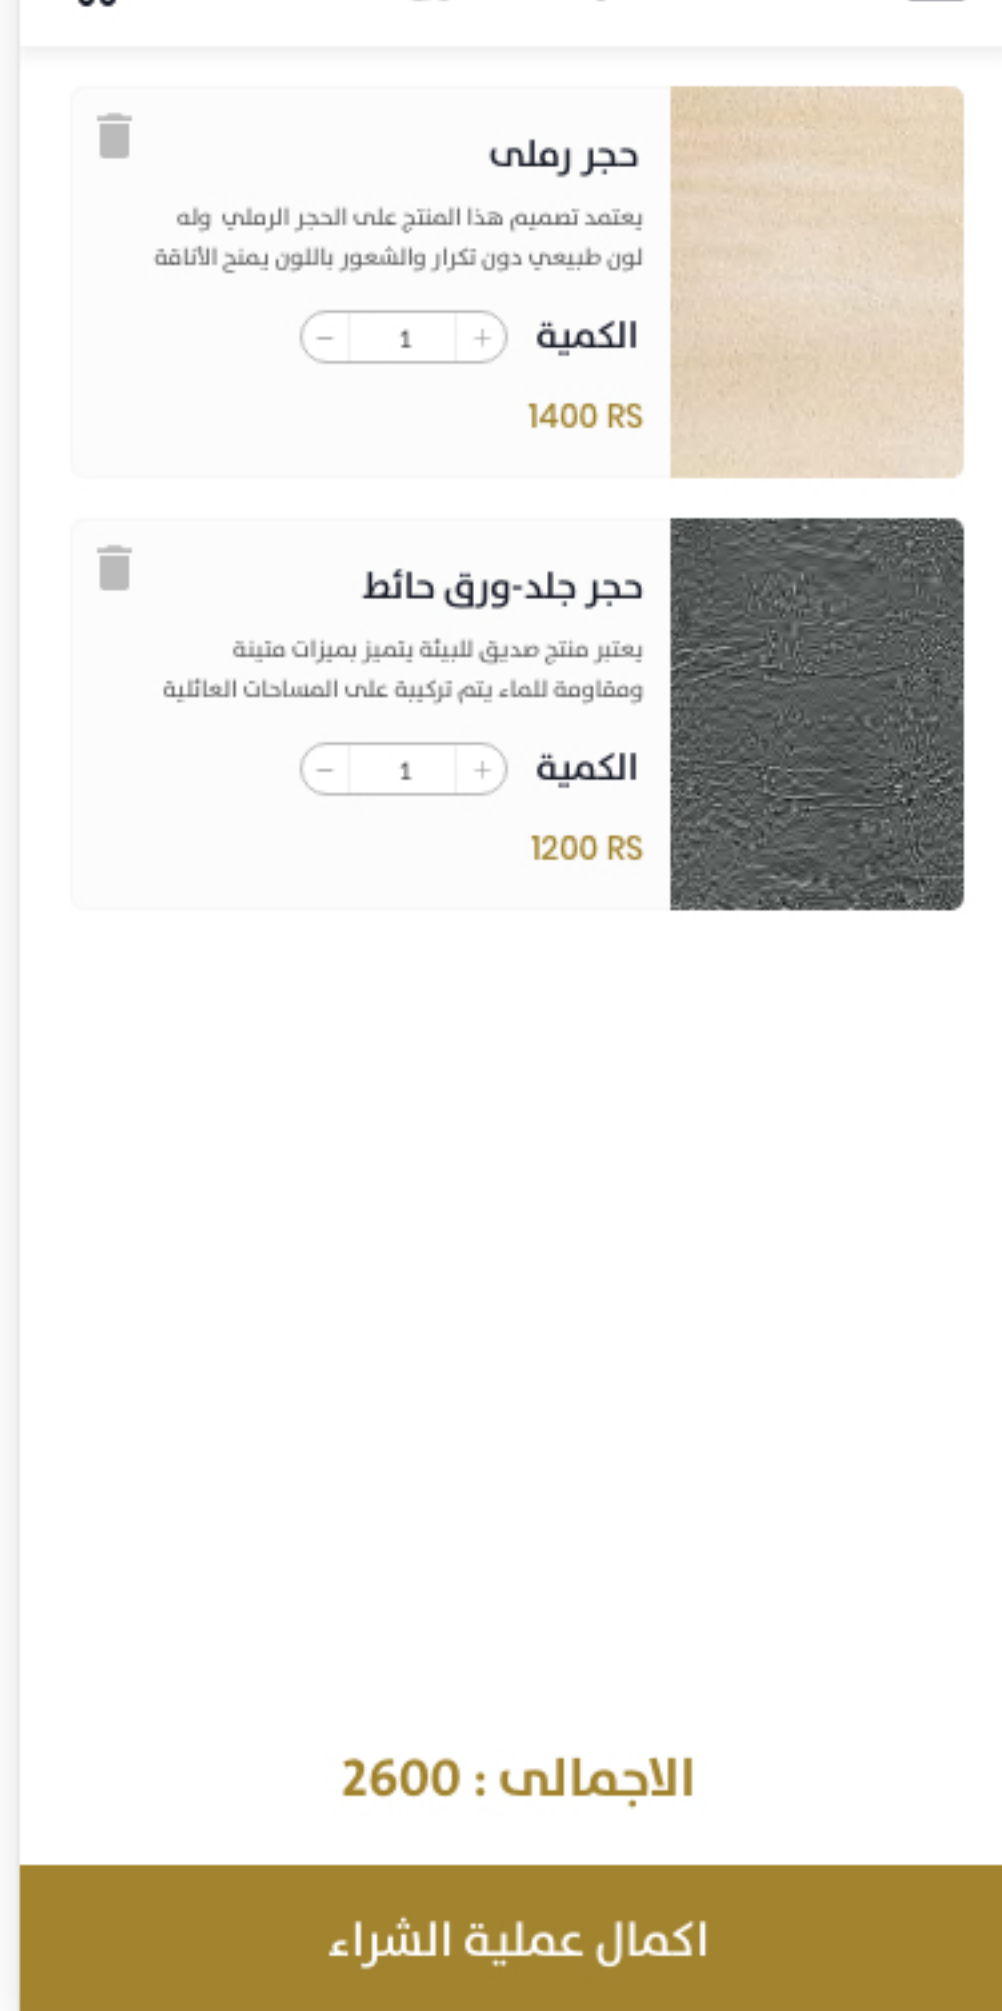 حجر رملى
يعتمد تصميم هذا المنتج على الحجر الرملي وله
لون طبيعي دون تكرار والشعور باللون يمنح الأناقة
الكمية + 1 −
1400 RS
حجر جلد-ورق حائط
يعتبر منتج صديق للبيئة يتميز بميزات متينة
ومقاومة للماء يتم تركيبة على المساحات العائلية
الكمية + 1 −
1200 RS
الاجمالى : 2600
اكمال عملية الشراء